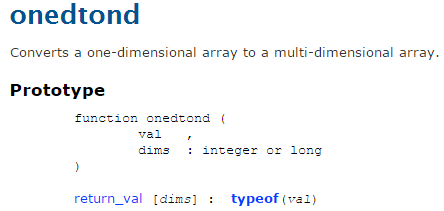 onedtond
Converts a one-dimensional array to a multi-dimensional array.
Prototype
function onedtond (
val ,
dims : integer or long
)
return_val [dims] : typeof(val)